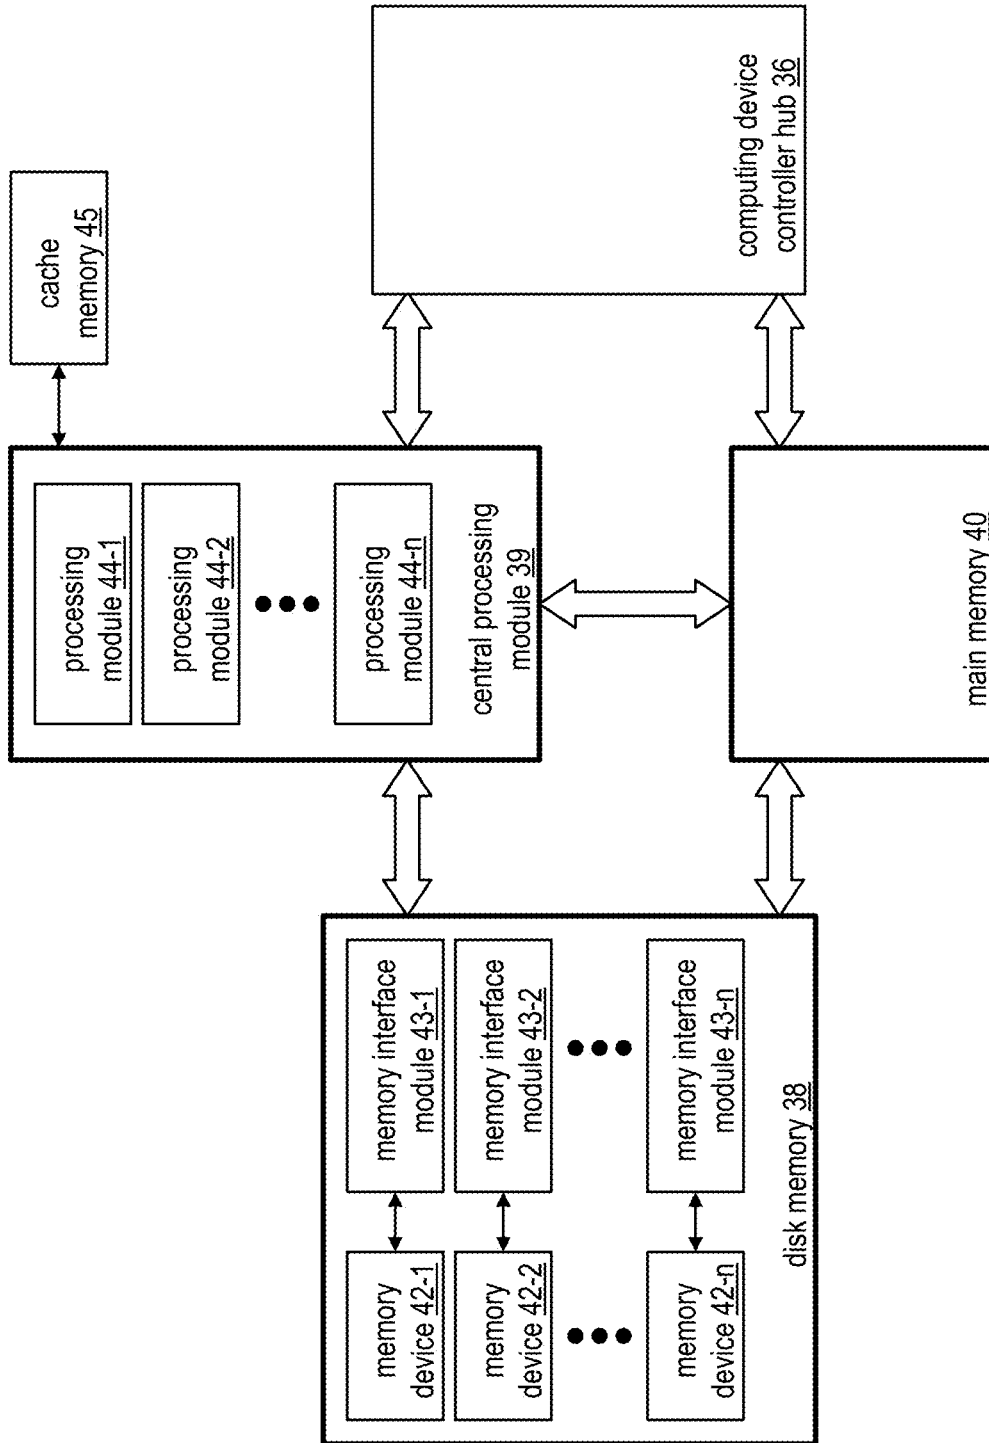 memory
device 42-1
memory interface
module 43-1
memory
device 42-2
memory interface
module 43-2
memory
device 42-n
memory interface
module 43-n
disk memory 38
processing
module 44-1
processing
module 44-2
processing
module 44-n
central processing
module 39
main memory 40
cache
memory 45
computing device
controller hub 36